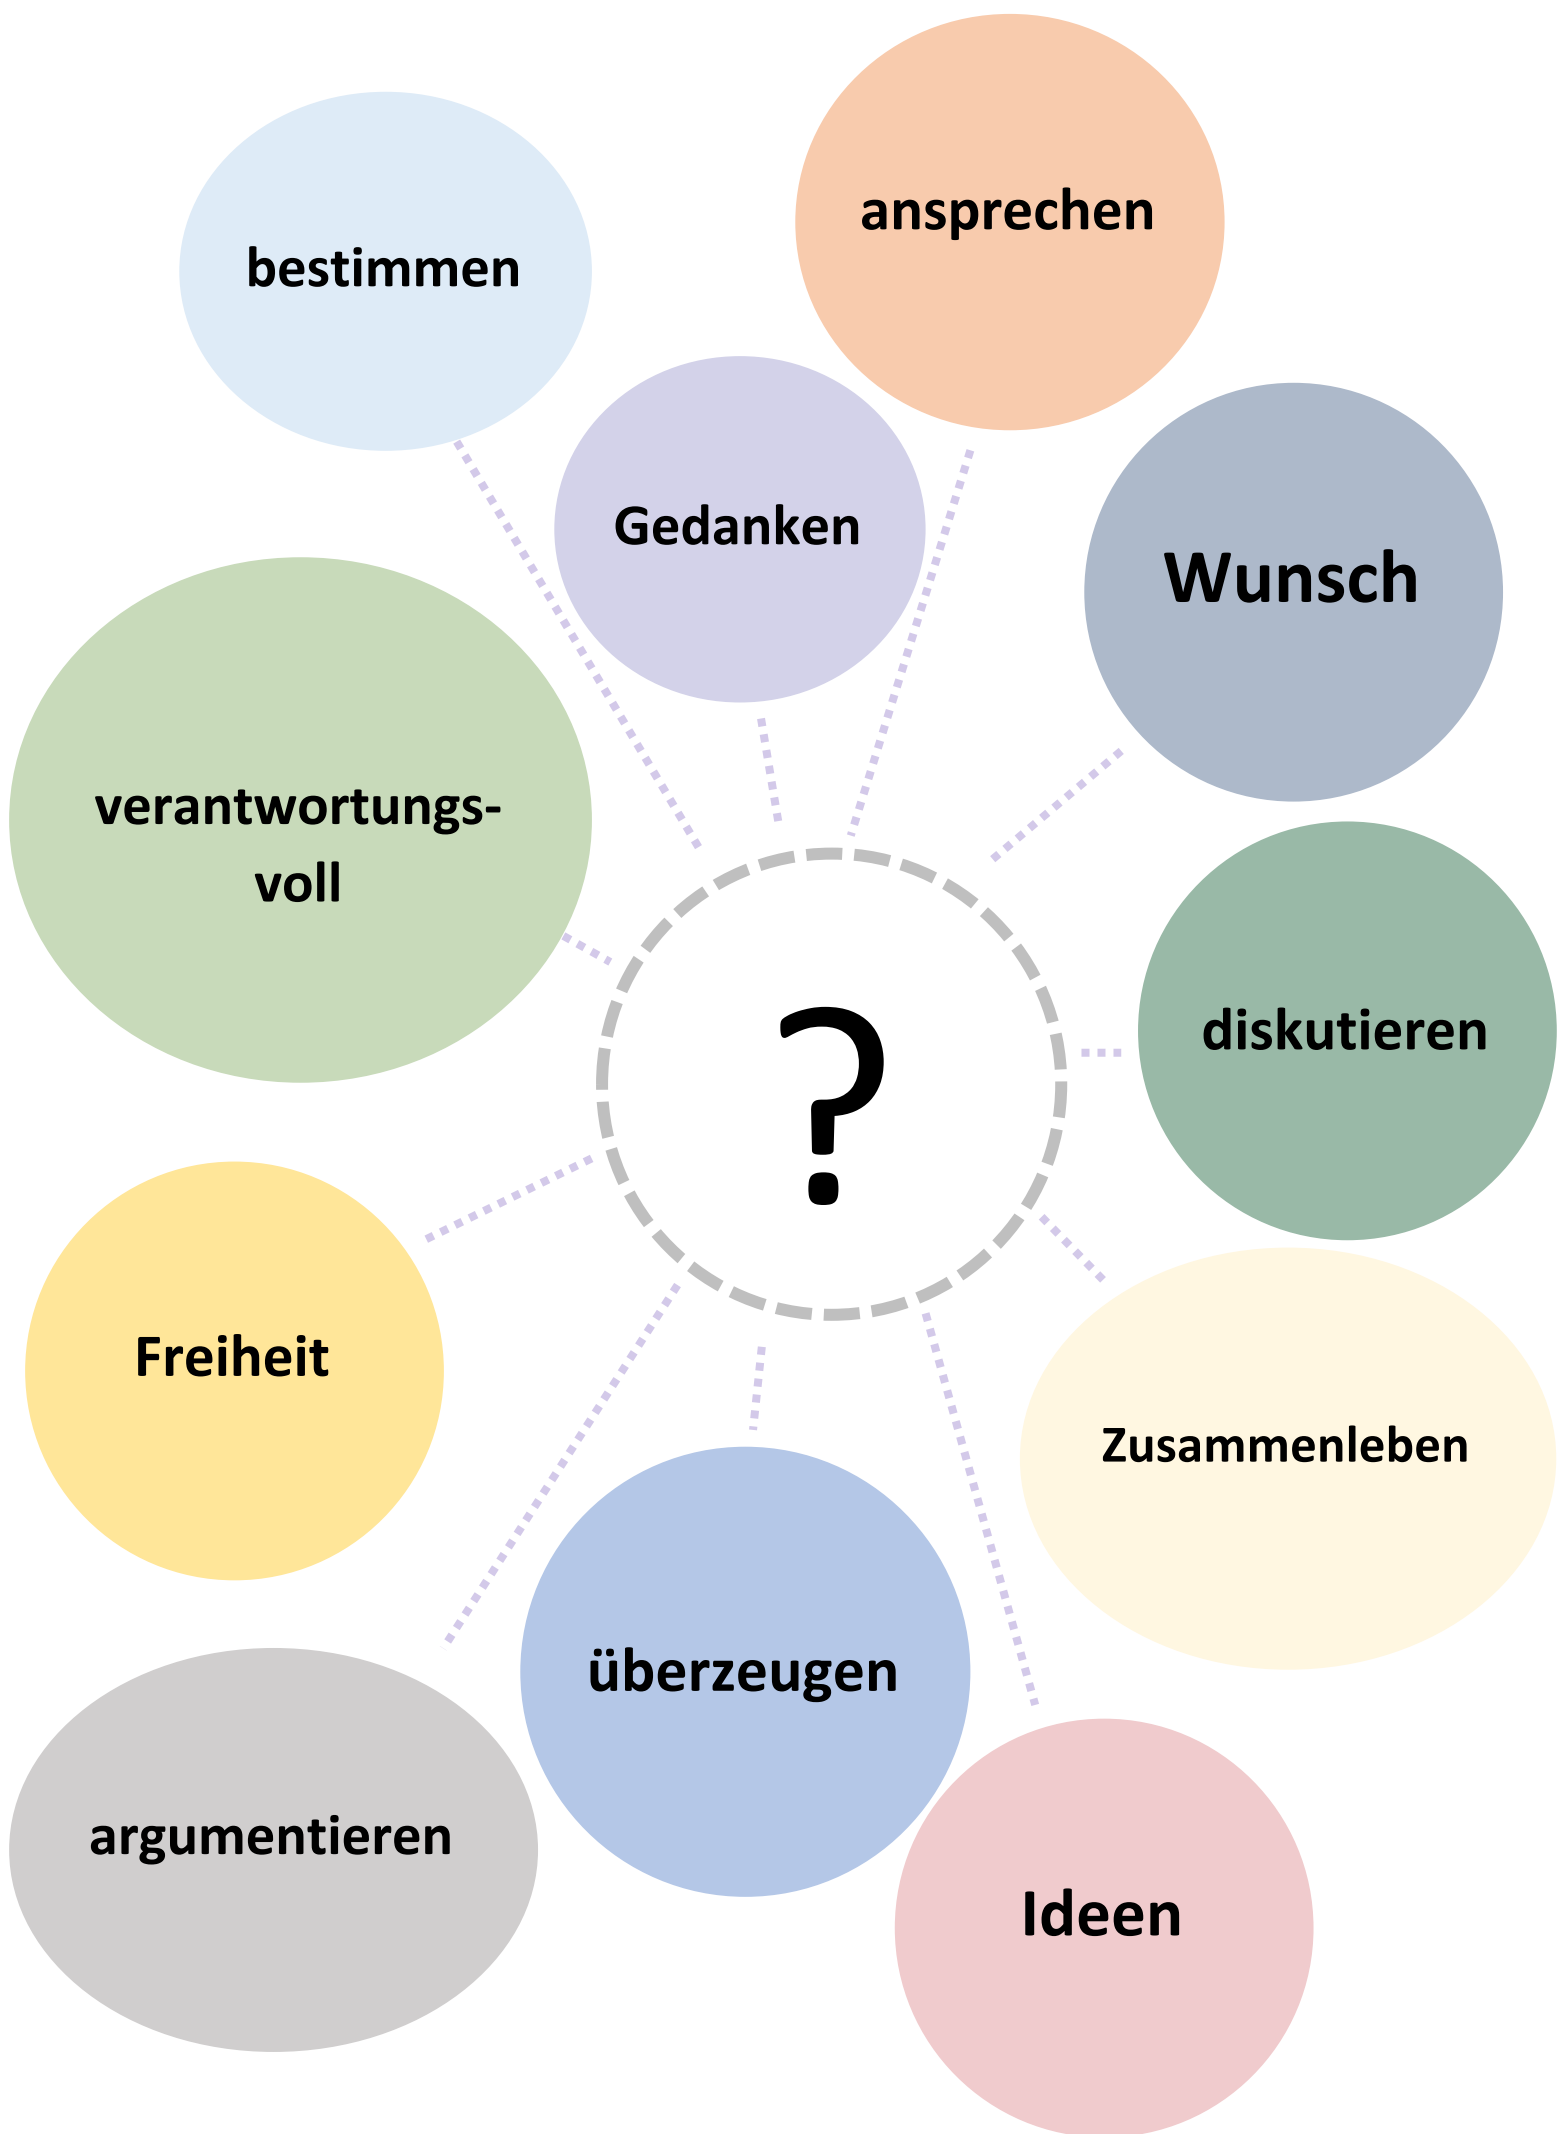 ansprechen
bestimmen
Gedanken
Wunsch
verantwortungs-
voll
diskutieren
?
Freiheit
Zusammenleben
überzeugen
argumentieren
Ideen